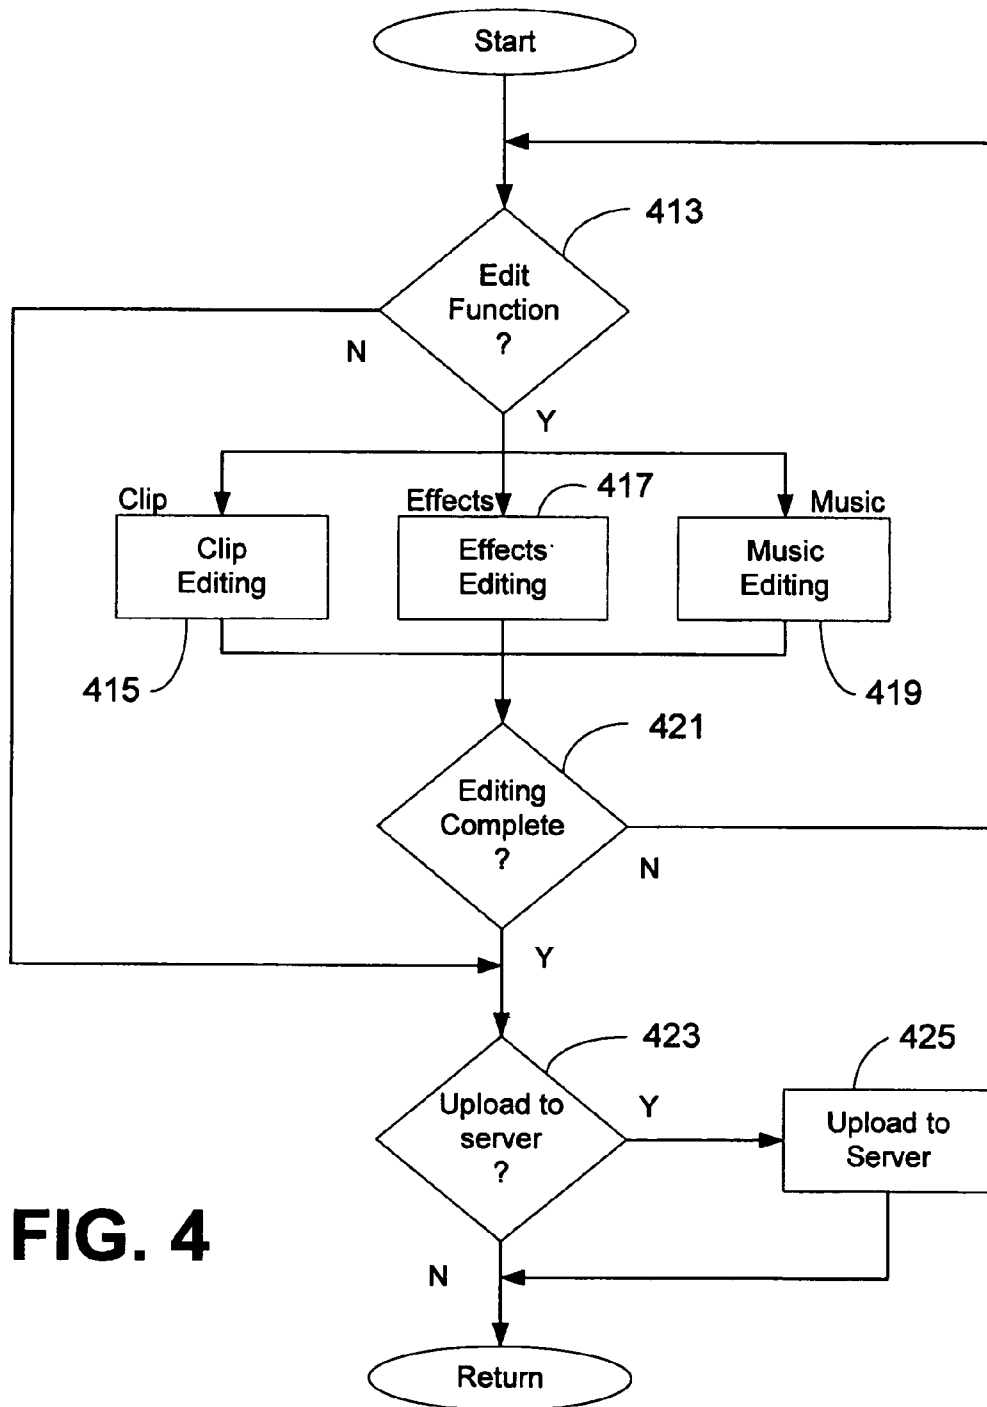 Start
413
Edit
Function
?
N
Y
Clip
Effects
417
Music
Clip
Editing
Effects
Editing
Music
Editing
415
419
421
Editing
Complete
?
N
Y
423
425
Upload to
server
?
Y
Upload to
Server
FIG. 4
N
Return